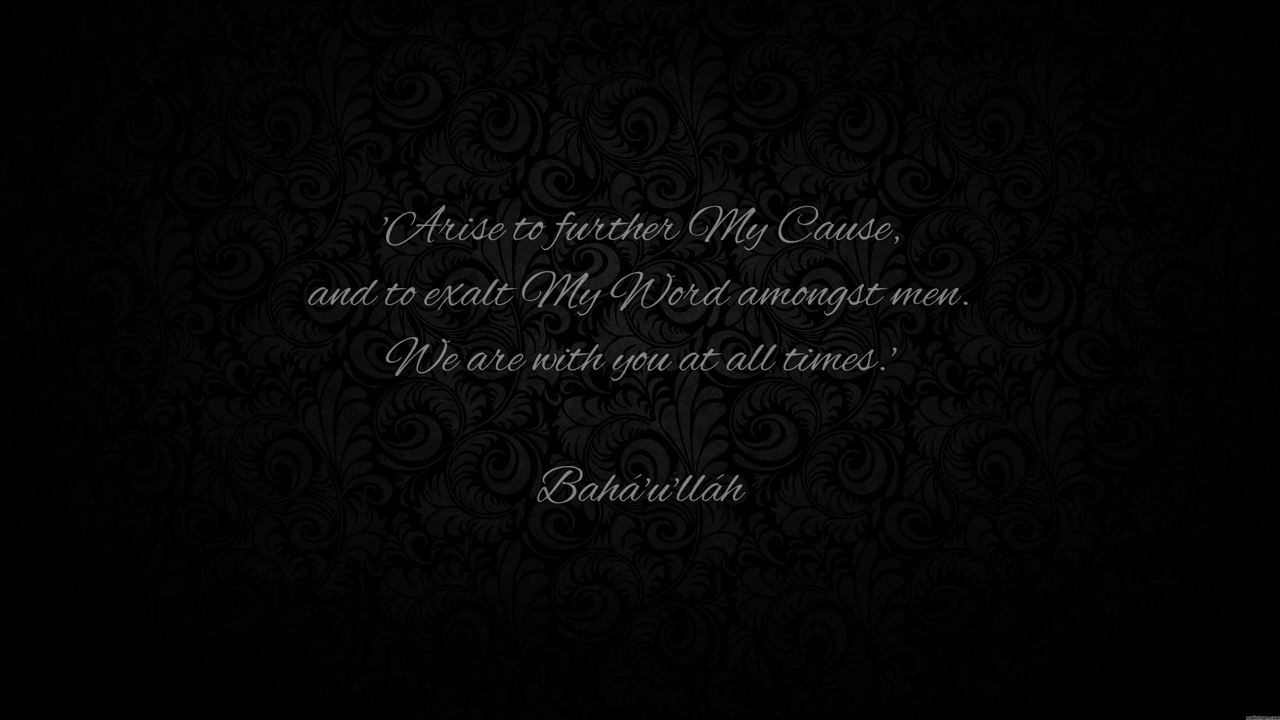 'Arise to further My Cause,
and to exalt My Word amongst men.
We are with you at all times.'
Bahá'u'lláh